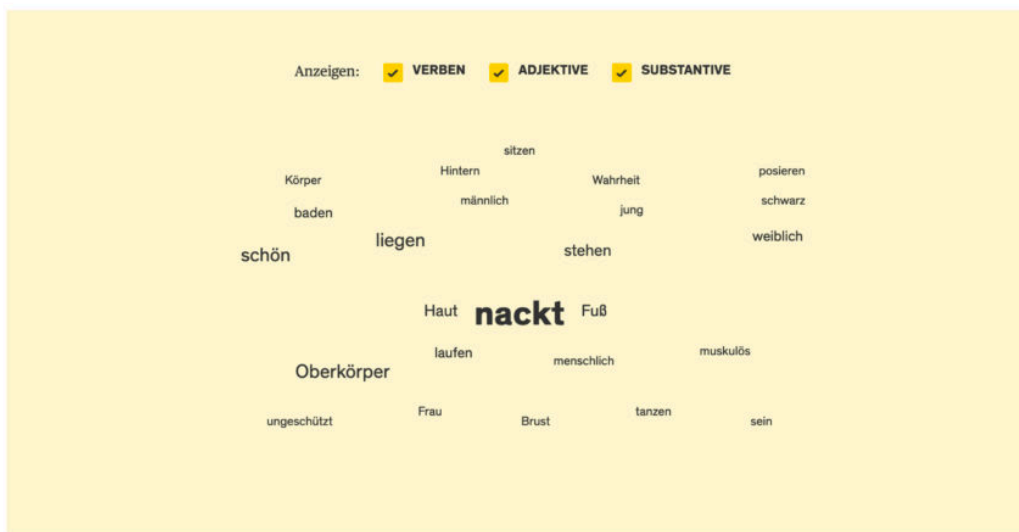 Anzeigen: VERBEN ADJEKTIVE SUBSTANTIVE
sitzen
Hintern
posieren
Körper
Wahrheit
männlich
schwarz
baden
jung
weiblich
liegen
stehen
schön
Haut nackt Fuß
laufen
muskulös
menschlich
Oberkörper
Frau
tanzen
ungeschützt
Brust
sein